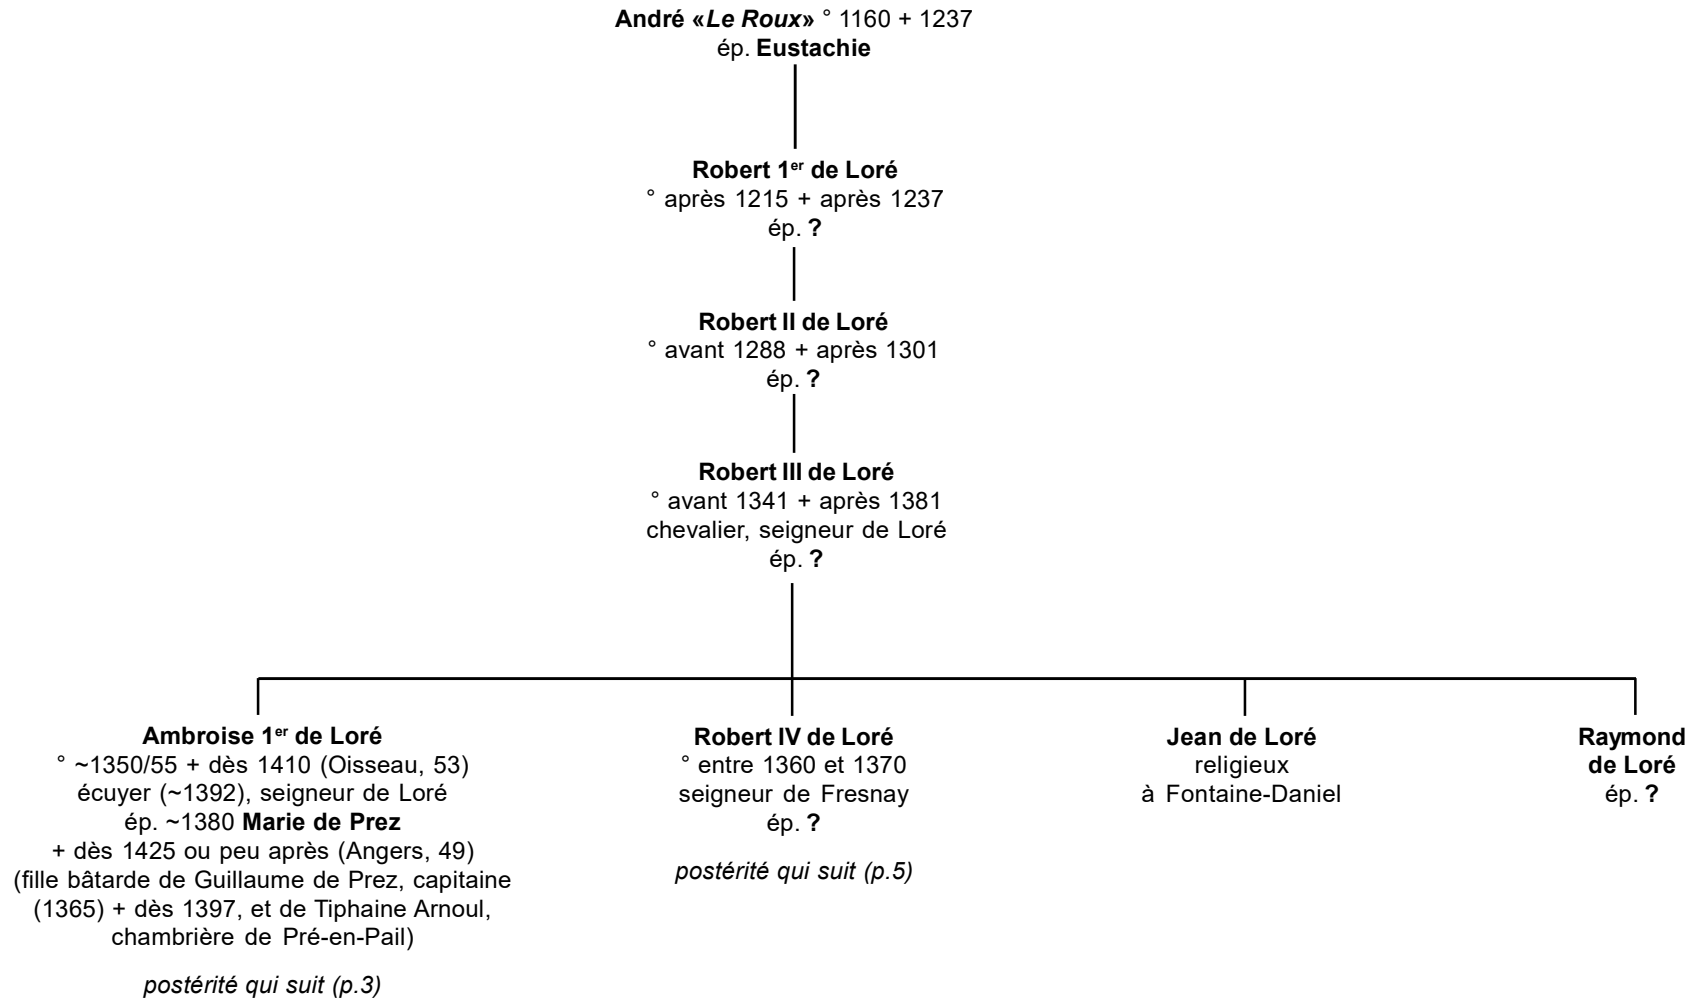 André «Le Roux» ° 1160 + 1237
ép. Eustachie
Robert 1er de Loré
° après 1215 + après 1237
ép. ?
Robert II de Loré
° avant 1288 + après 1301
ép. ?
Robert III de Loré
° avant 1341 + après 1381
chevalier, seigneur de Loré
ép. ?
Ambroise 1er de Loré
° ~1350/55 + dès 1410 (Oisseau, 53)
écuyer (~1392), seigneur de Loré
ép. ~1380 Marie de Prez
+ dès 1425 ou peu après (Angers, 49)
(fille bâtarde de Guillaume de Prez, capitaine
(1365) + dès 1397, et de Tiphaine Arnoul,
chambrière de Pré-en-Pail)
postérité qui suit (p.3)
Robert IV de Loré
° entre 1360 et 1370
seigneur de Fresnay
ép. ?
postérité qui suit (p.5)
Jean de Loré
religieux
à Fontaine-Daniel
Raymond
de Loré
ép. ?